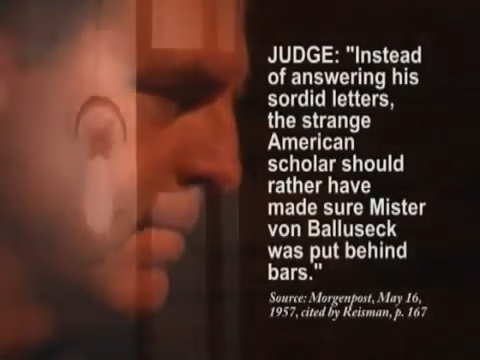 JUDGE: "Instead
of answering his
sordid letters,
the strange
American
scholar should
rather have
made sure Mister
von Balluseck
was put behind
bars."
Source: Morgenpost, May 16,
1957, cited by Reisman, p. 167